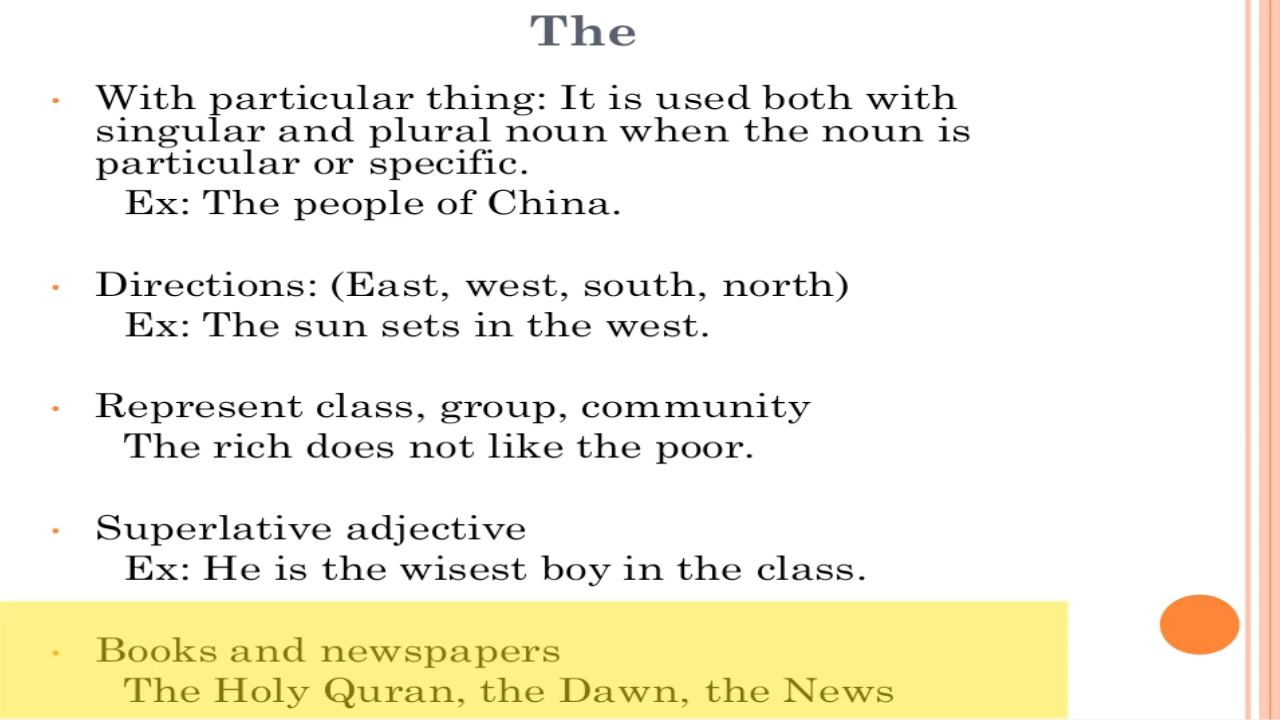 The
• With particular thing: It is used both with
singular and plural noun when the noun is
particular or specific.
Ex: The people of China.
• Directions: (East, west, south, north)
Ex: The sun sets in the west.
• Represent class, group, community
The rich does not like the poor.
• Superlative adjective
Ex: He is the wisest boy in the class.
• Books and newspapers
The Holy Quran, the Dawn, the News